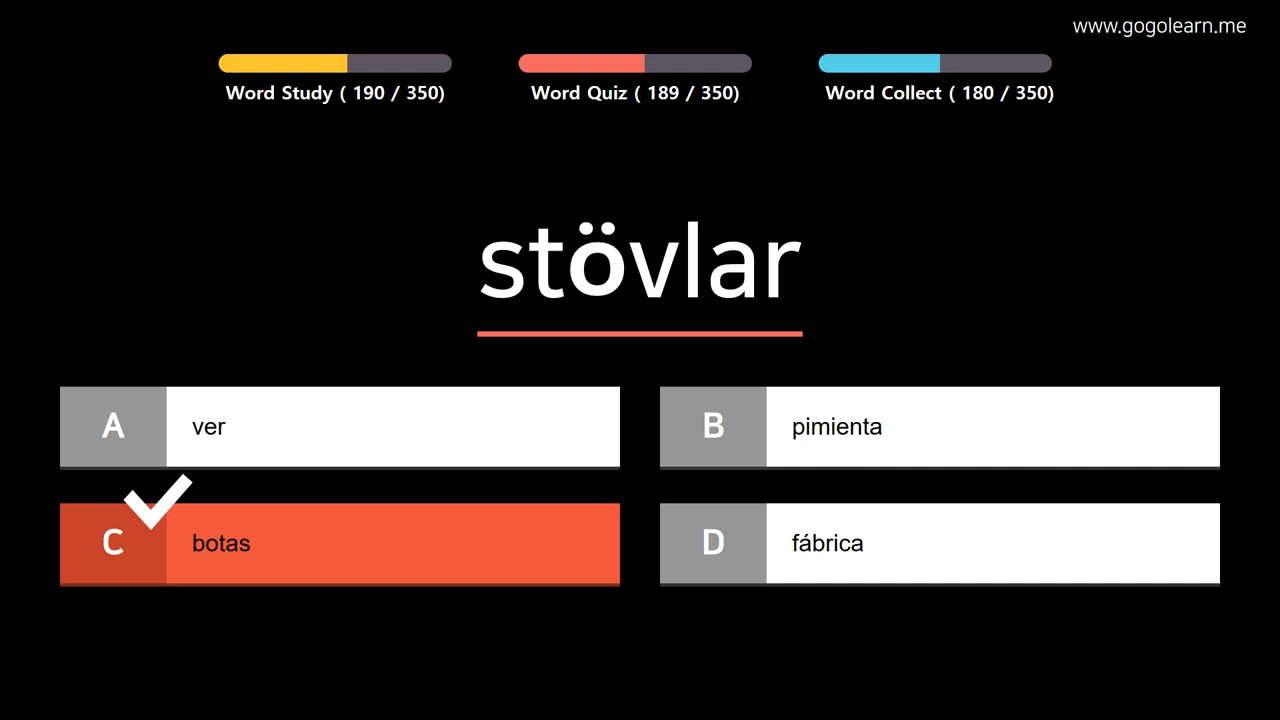 www.gogolearn.me
Word Study ( 190 / 350)
Word Quiz ( 189 / 350)
Word Collect ( 180 / 350)
stövlar
A ver
B pimienta
C botas
D fábrica